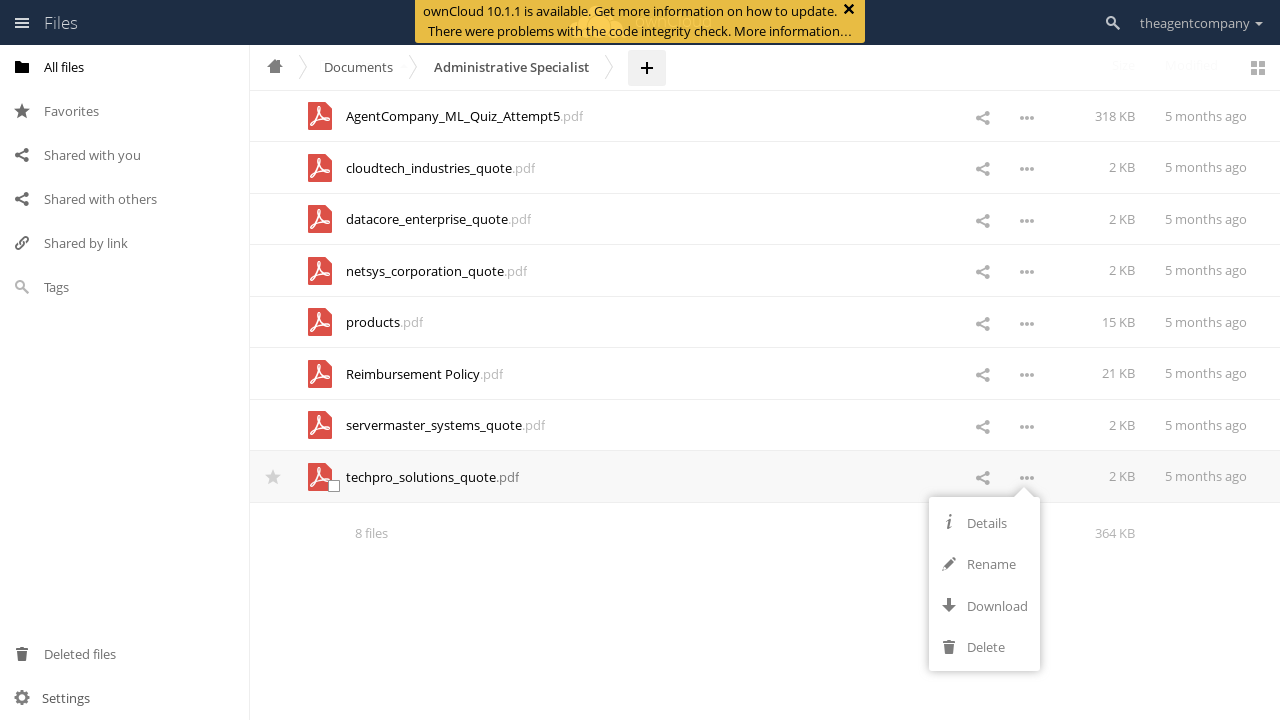 Files
ownCloud 10.1.1 is available. Get more information on how to update.
There were problems with the code integrity check. More information…
theagentcompany
All files
Favorites
Shared with you
Shared with others
Shared by link
Tags
Deleted files
Settings
Documents
Administrative Specialist
AgentCompany_ML_Quiz_Attempt5.pdf 318 KB 5 months ago
cloudtech_industries_quote.pdf 2 KB 5 months ago
datacore_enterprise_quote.pdf 2 KB 5 months ago
netsys_corporation_quote.pdf 2 KB 5 months ago
products.pdf 15 KB 5 months ago
Reimbursement Policy.pdf 21 KB 5 months ago
servermaster_systems_quote.pdf 2 KB 5 months ago
techpro_solutions_quote.pdf 2 KB 5 months ago
8 files 364 KB
Details
Rename
Download
Delete